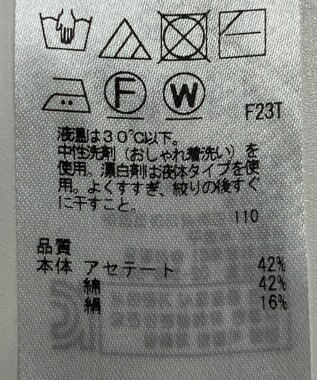 F W
F23T
液温は30℃以下。
中性洗剤(おしゃれ着洗い)を
使用。漂白剤は液体タイプを使
用。よくすすぎ、絞りの後すぐ
に干すこと。
110
品質
本体 アセテート 42%
綿 42%
絹 16%